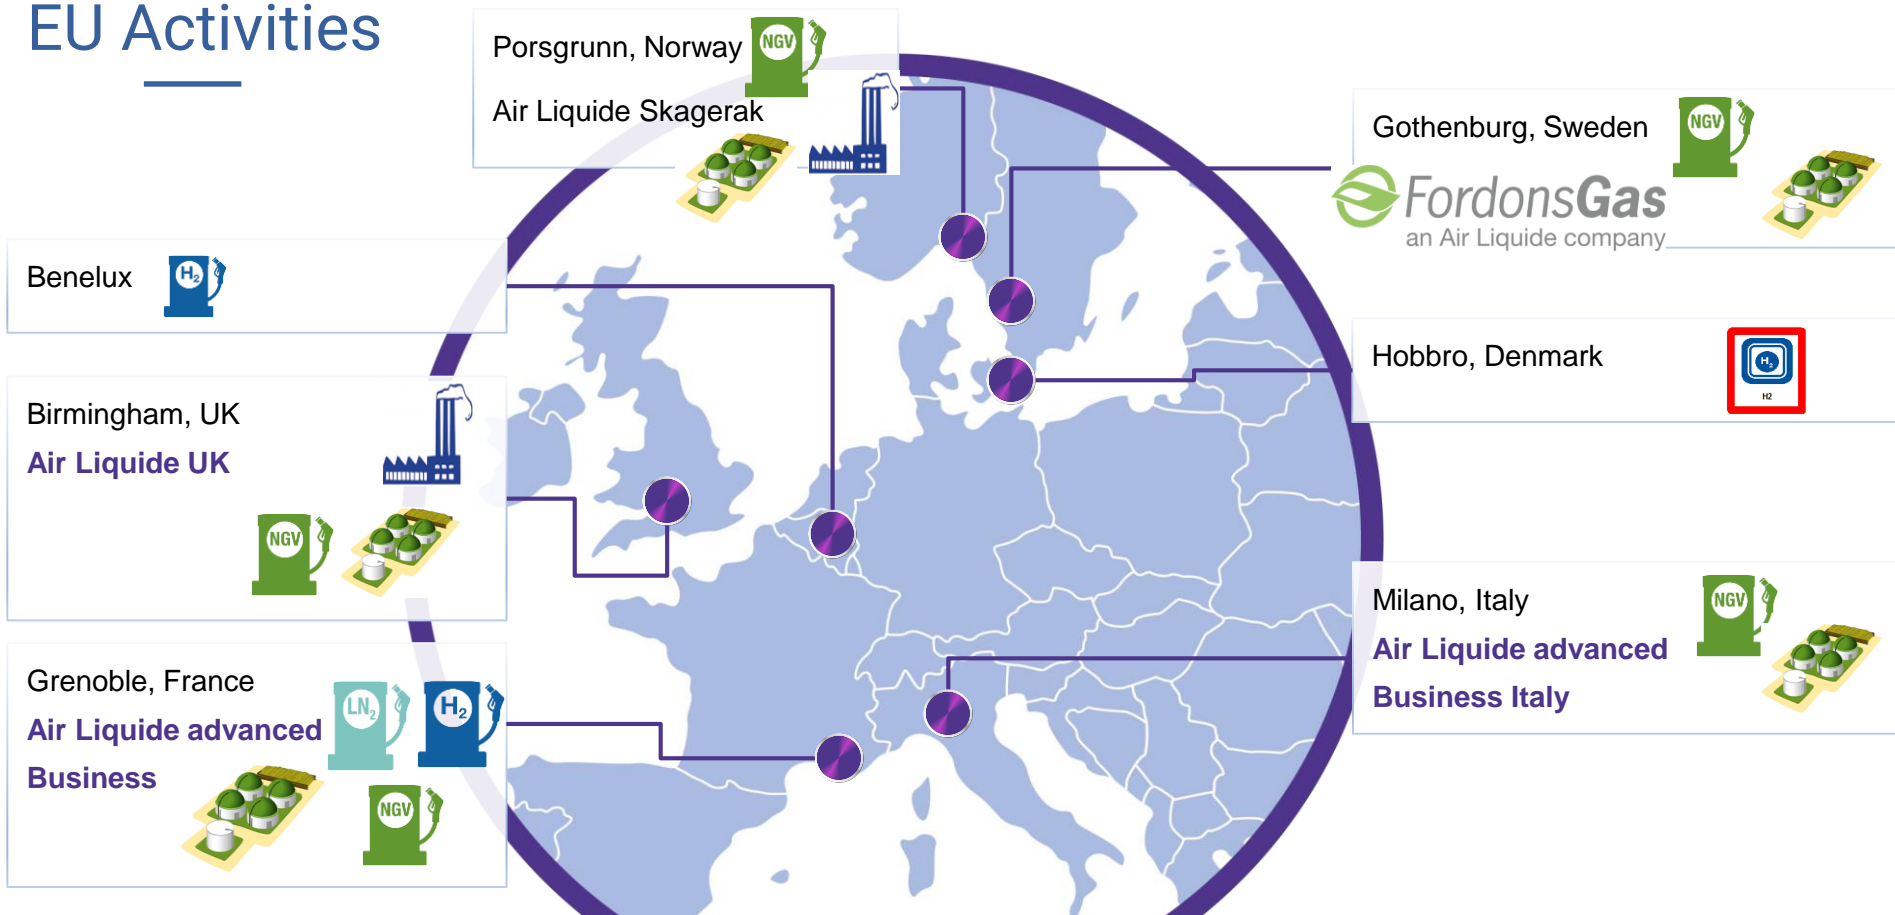 EU Activities
Porsgrunn, Norway
NGV
Air Liquide Skagerak
Gothenburg, Sweden
NGV
FordonsGas
an Air Liquide company
Benelux
H₂
Hobbro, Denmark
H₂
H2
Birmingham, UK
Air Liquide UK
NGV
Milano, Italy
NGV
Air Liquide advanced
Business Italy
Grenoble, France
LN₂
H₂
Air Liquide advanced
Business
NGV